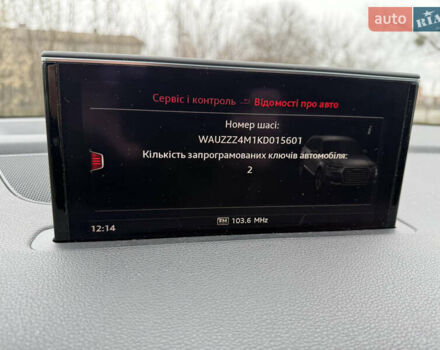 auto RIA
Сервіс і контроль Відомості про авто
Номер шасі:
WAUZZZ4M1KD015601
Кількість запрограмованих ключів автомобіля:
2
FM 103.6 MHz
12:14